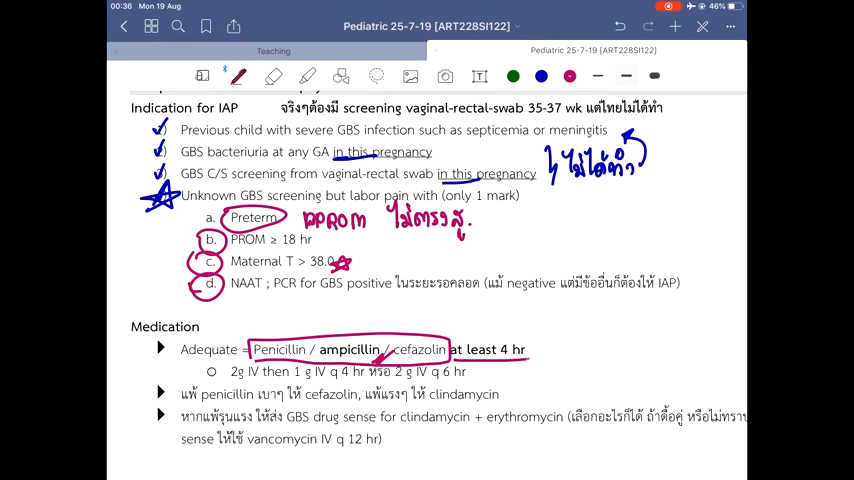 00:36 Mon 19 Aug 46%
Pediatric 25-7-19 [ART228SI122]
Teaching
Pediatric 25-7-19 [ART228SI122]
Indication for IAP จริงๆต้องมี screening vaginal-rectal-swab 35-37 wk แต่ไทยไม่ได้ทำ
Previous child with severe GBS infection such as septicemia or meningitis
GBS bacteriuria at any GA in this pregnancy
ไม่ได้ทำ
GBS C/S screening from vaginal-rectal swab in this pregnancy
Unknown GBS screening but labor pain with (only 1 mark)
a. Preterm
b. PROM ≥ 18 hr
c. Maternal T > 38.0
d. NAAT ; PCR for GBS positive ในระยะรอคลอด (แม้ negative แต่มีข้ออื่นก็ต้องให้ IAP)
Medication
Adequate = Penicillin / ampicillin / cefazolin at least 4 hr
2g IV then 1 g IV q 4 hr หรือ 2 g IV q 6 hr
แพ้ penicillin เบาๆ ให้ cefazolin, แพ้แรงๆ ให้ clindamycin
หากแพ้รุนแรง ให้ส่ง GBS drug sense for clindamycin + erythromycin (เลือกอะไรก็ได้ ถ้าดื้อคู่ หรือไม่ทราบ
sense ให้ใช้ vancomycin IV q 12 hr)